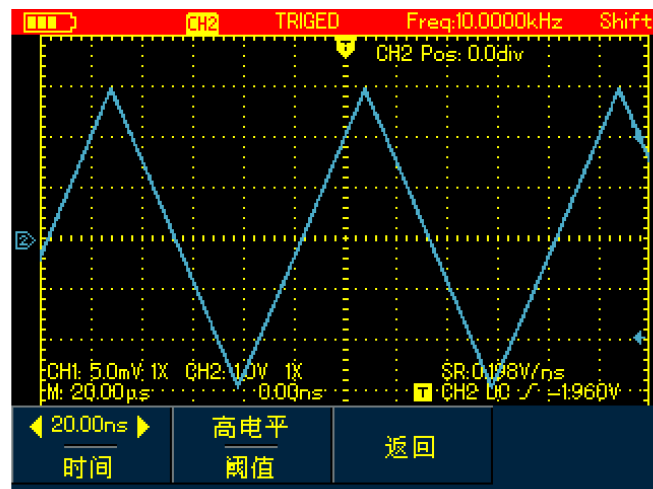 CH2 TRIGED Freq:10.0000kHz Shift
T CH2 Pos: 0.0div
2
CH1: 5.0mV 1X CH2: 1.0V 1X SR:0.198V/ns
M: 20.00μs 0.00ns T CH2 DC -1.960V
20.00ns 高电平 返回
时间 阈值